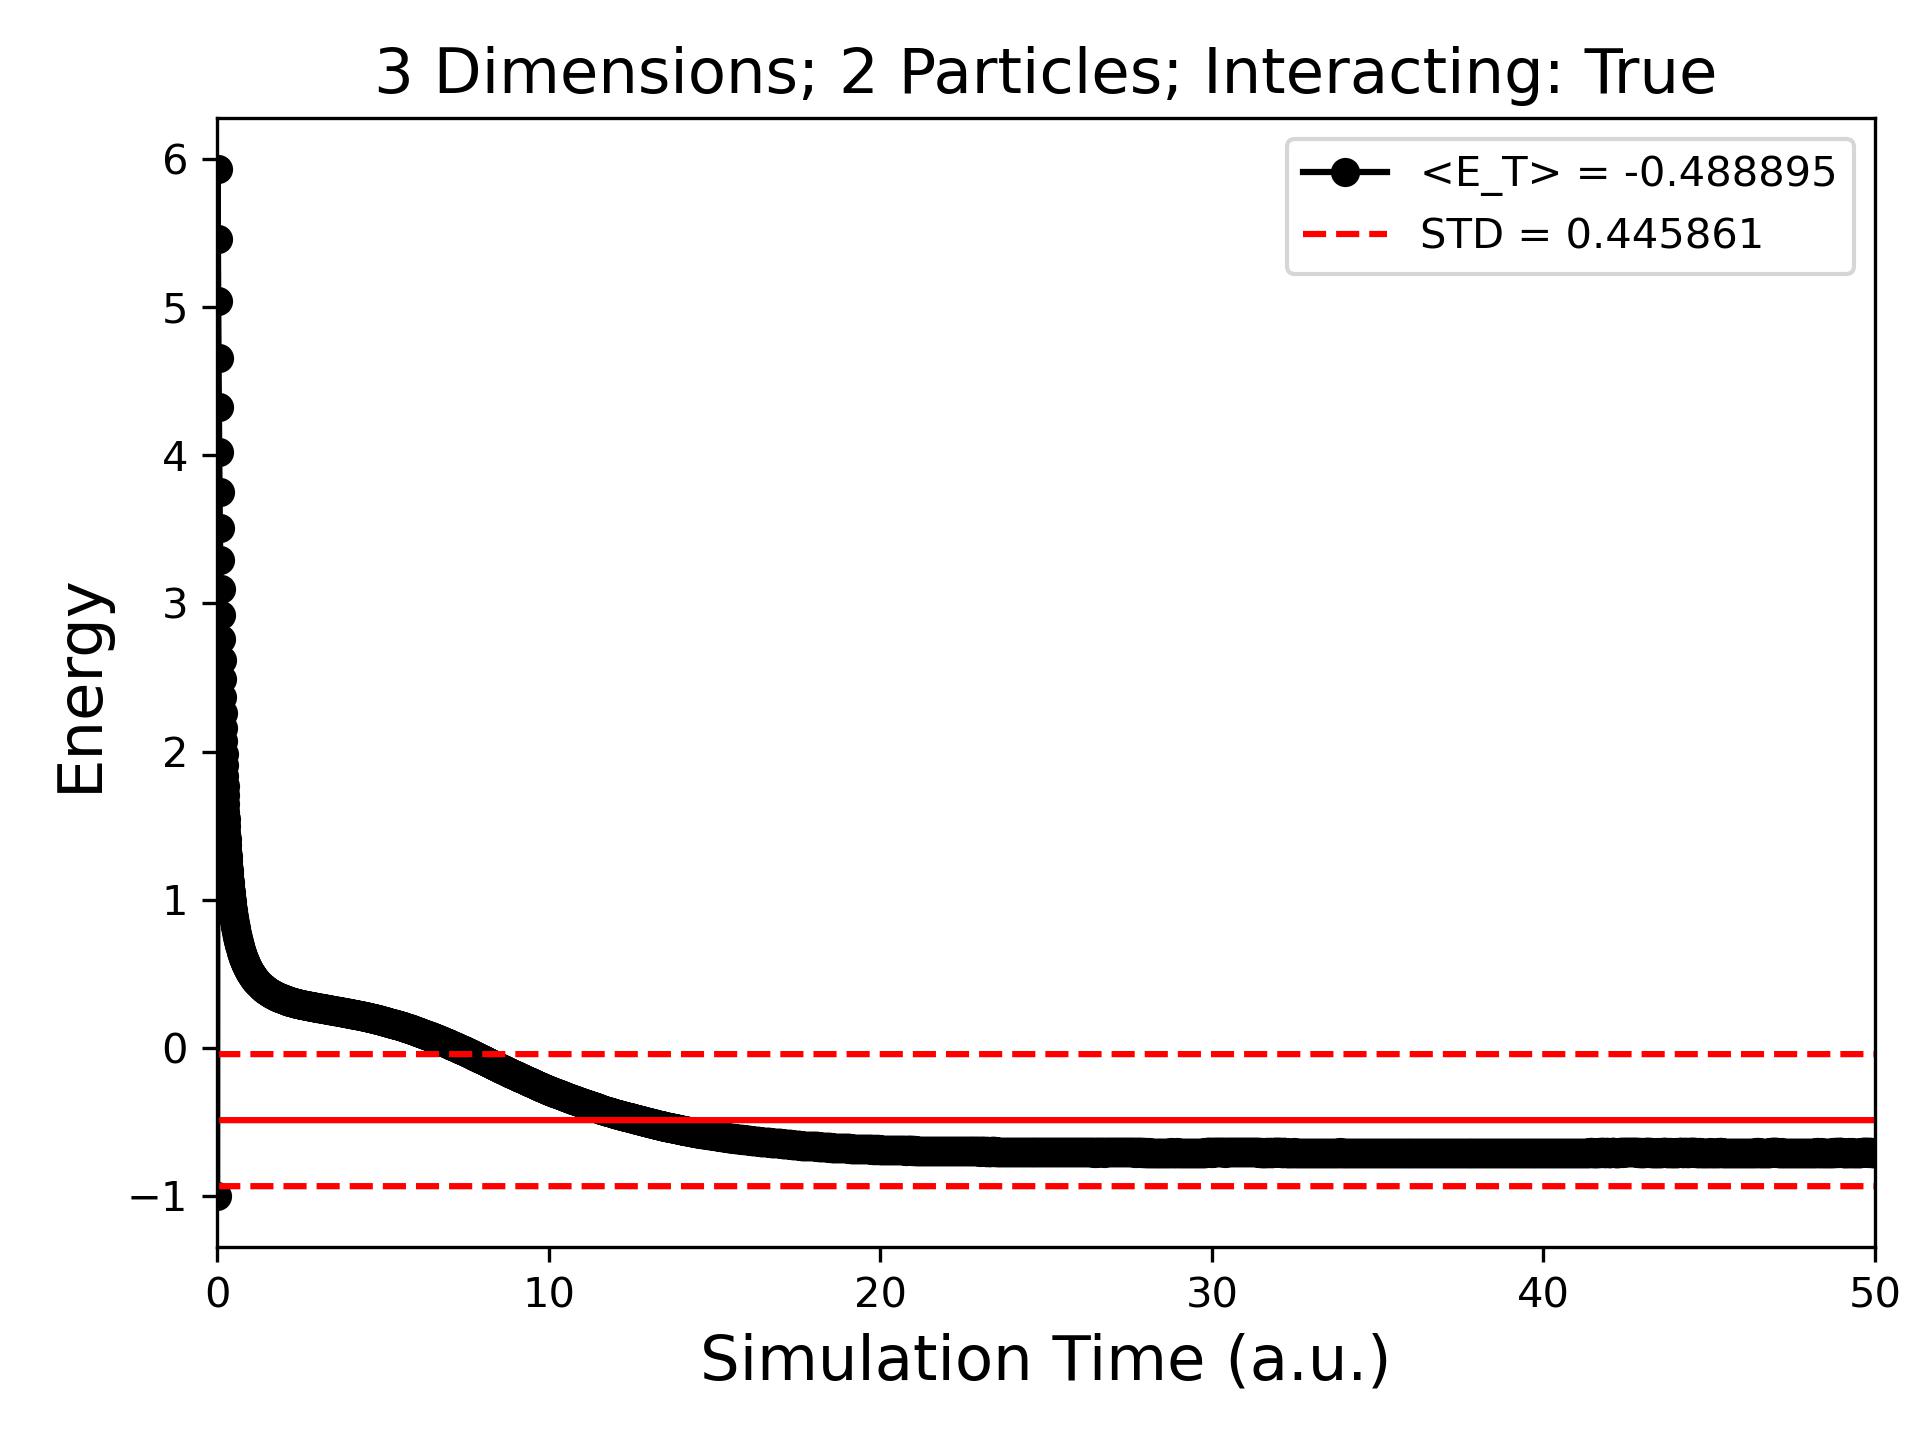 3 Dimensions; 2 Particles; Interacting: True
<E_T> = -0.488895
STD = 0.445861
Energy
6
5
4
3
2
1
0
−1
0 10 20 30 40 50
Simulation Time (a.u.)